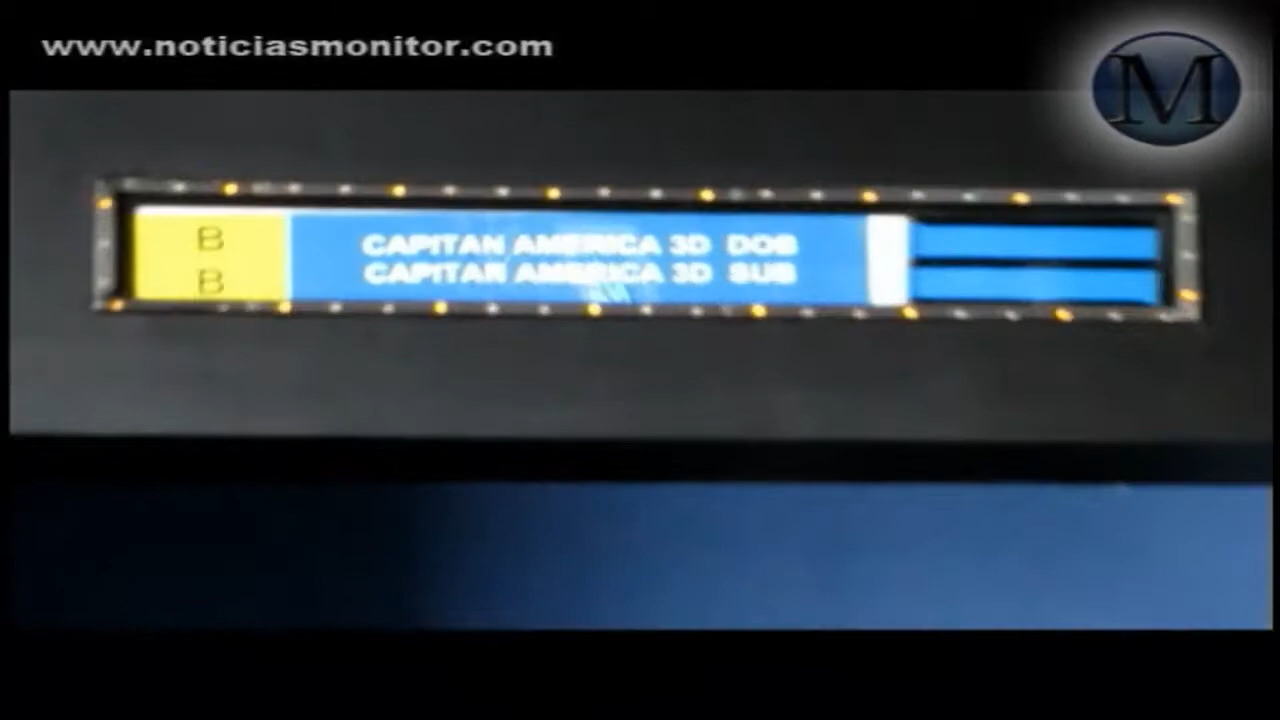 www.noticiasmonitor.com
M
B CAPITAN AMERICA 3D DOB
B CAPITAN AMERICA 3D SUB